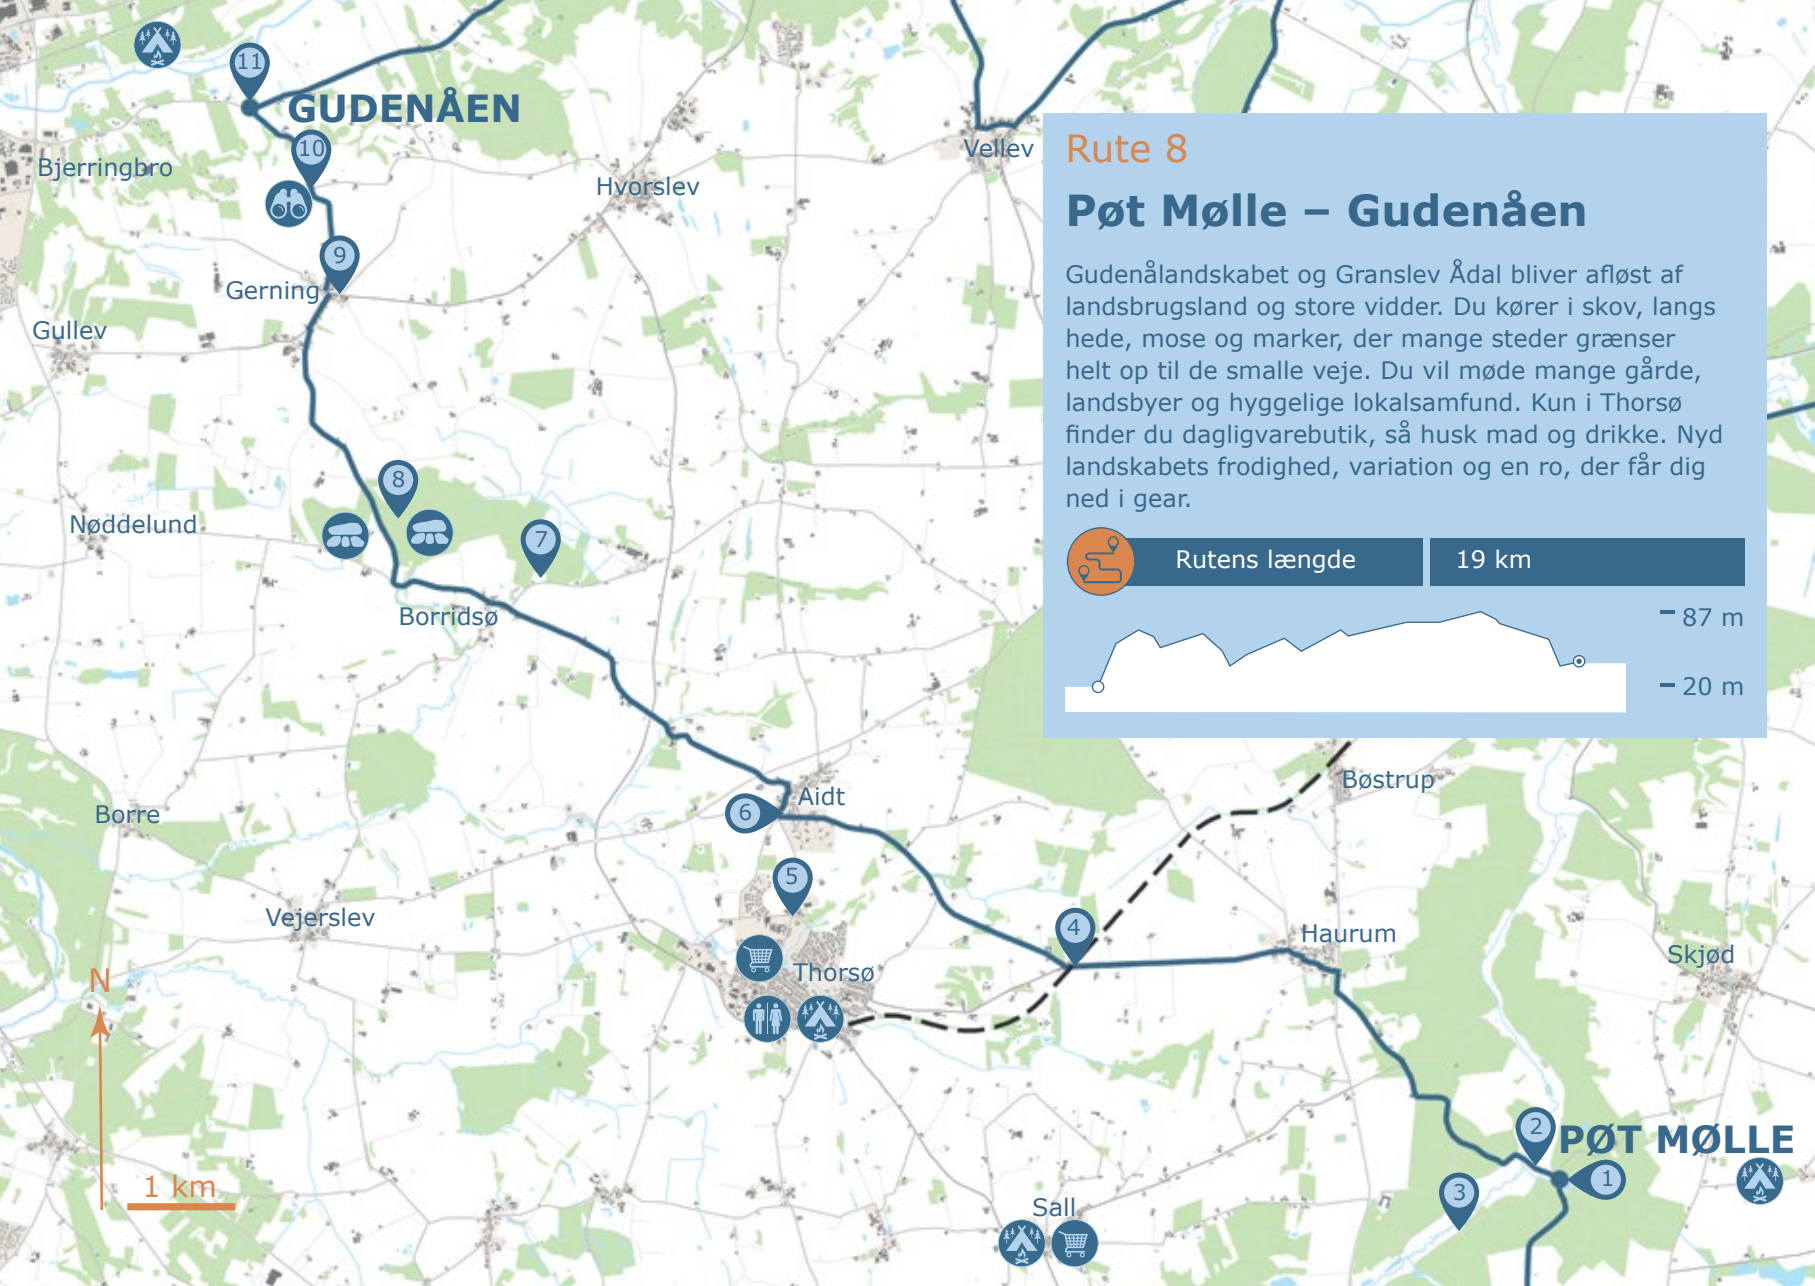 11
GUDENÅEN
10
Bjerringbro
Hvorslev
Vellev
9
Gerning
Gullev
8
Nøddelund
7
Borridsø
Rute 8
Pøt Mølle – Gudenåen
Gudenålandskabet og Granslev Ådal bliver afløst af
landsbrugsland og store vidder. Du kører i skov, langs
hede, mose og marker, der mange steder grænser
helt op til de smalle veje. Du vil møde mange gårde,
landsbyer og hyggelige lokalsamfund. Kun i Thorsø
finder du dagligvarebutik, så husk mad og drikke. Nyd
landskabets frodighed, variation og en ro, der får dig
ned i gear.
Rutens længde
19 km
87 m
20 m
Bøstrup
Borre
6
Aidt
5
Vejerslev
4
Haurum
Skjød
Thorsø
N
1 km
2
PØT MØLLE
1
3
Sall